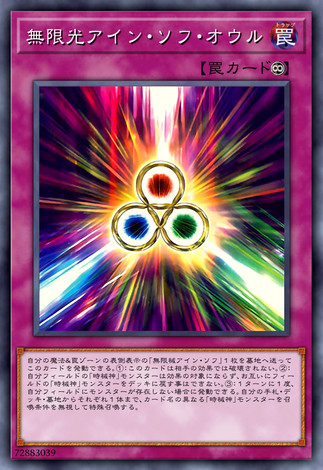 無限光アイン・ソフ・オウル
トラップ
罠
【罠カード】
自分の魔法&罠ゾーンの表側表示の「無限械アイン・ソフ」１枚を墓地へ送って
このカードを発動できる。①：このカードは相手の効果では破壊されない。②：
自分フィールドの「時械神」モンスターは効果の対象にならず、お互いにフィー
ルドの「時械神」モンスターをデッキに戻す事はできない。③：１ターンに１度、
自分フィールドにモンスターが存在しない場合に発動できる。自分の手札・デ
ッキ・墓地からそれぞれ１体まで、カード名の異なる「時械神」モンスターを召
喚条件を無視して特殊召喚する。
72883039